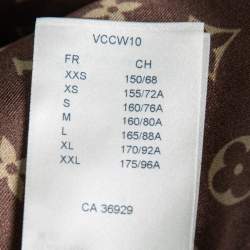 VCCW10
FR CH
XXS 150/68
XS 155/72A
S 160/76A
M 160/80A
L 165/88A
XL 170/92A
XXL 175/96A
CA 36929